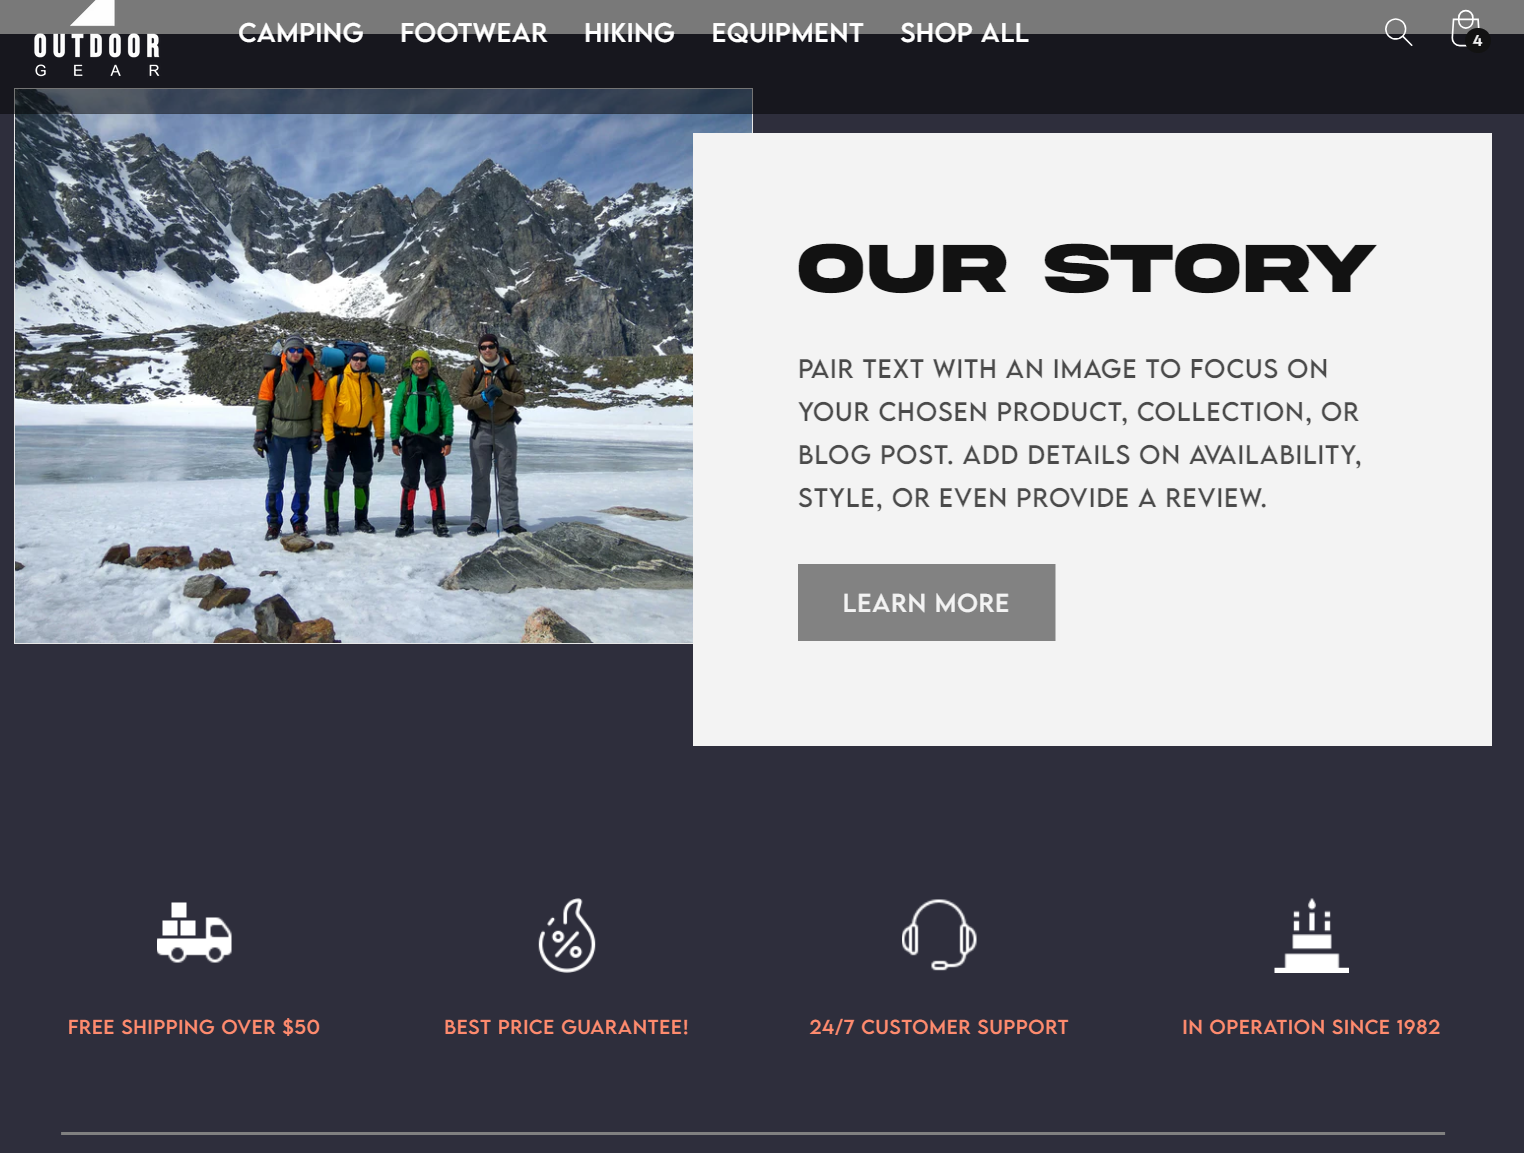 OUTDOOR
GEAR
CAMPING FOOTWEAR HIKING EQUIPMENT SHOP ALL
4
OUR STORY
PAIR TEXT WITH AN IMAGE TO FOCUS ON
YOUR CHOSEN PRODUCT, COLLECTION, OR
BLOG POST. ADD DETAILS ON AVAILABILITY,
STYLE, OR EVEN PROVIDE A REVIEW.
LEARN MORE
FREE SHIPPING OVER $50
BEST PRICE GUARANTEE!
24/7 CUSTOMER SUPPORT
IN OPERATION SINCE 1982